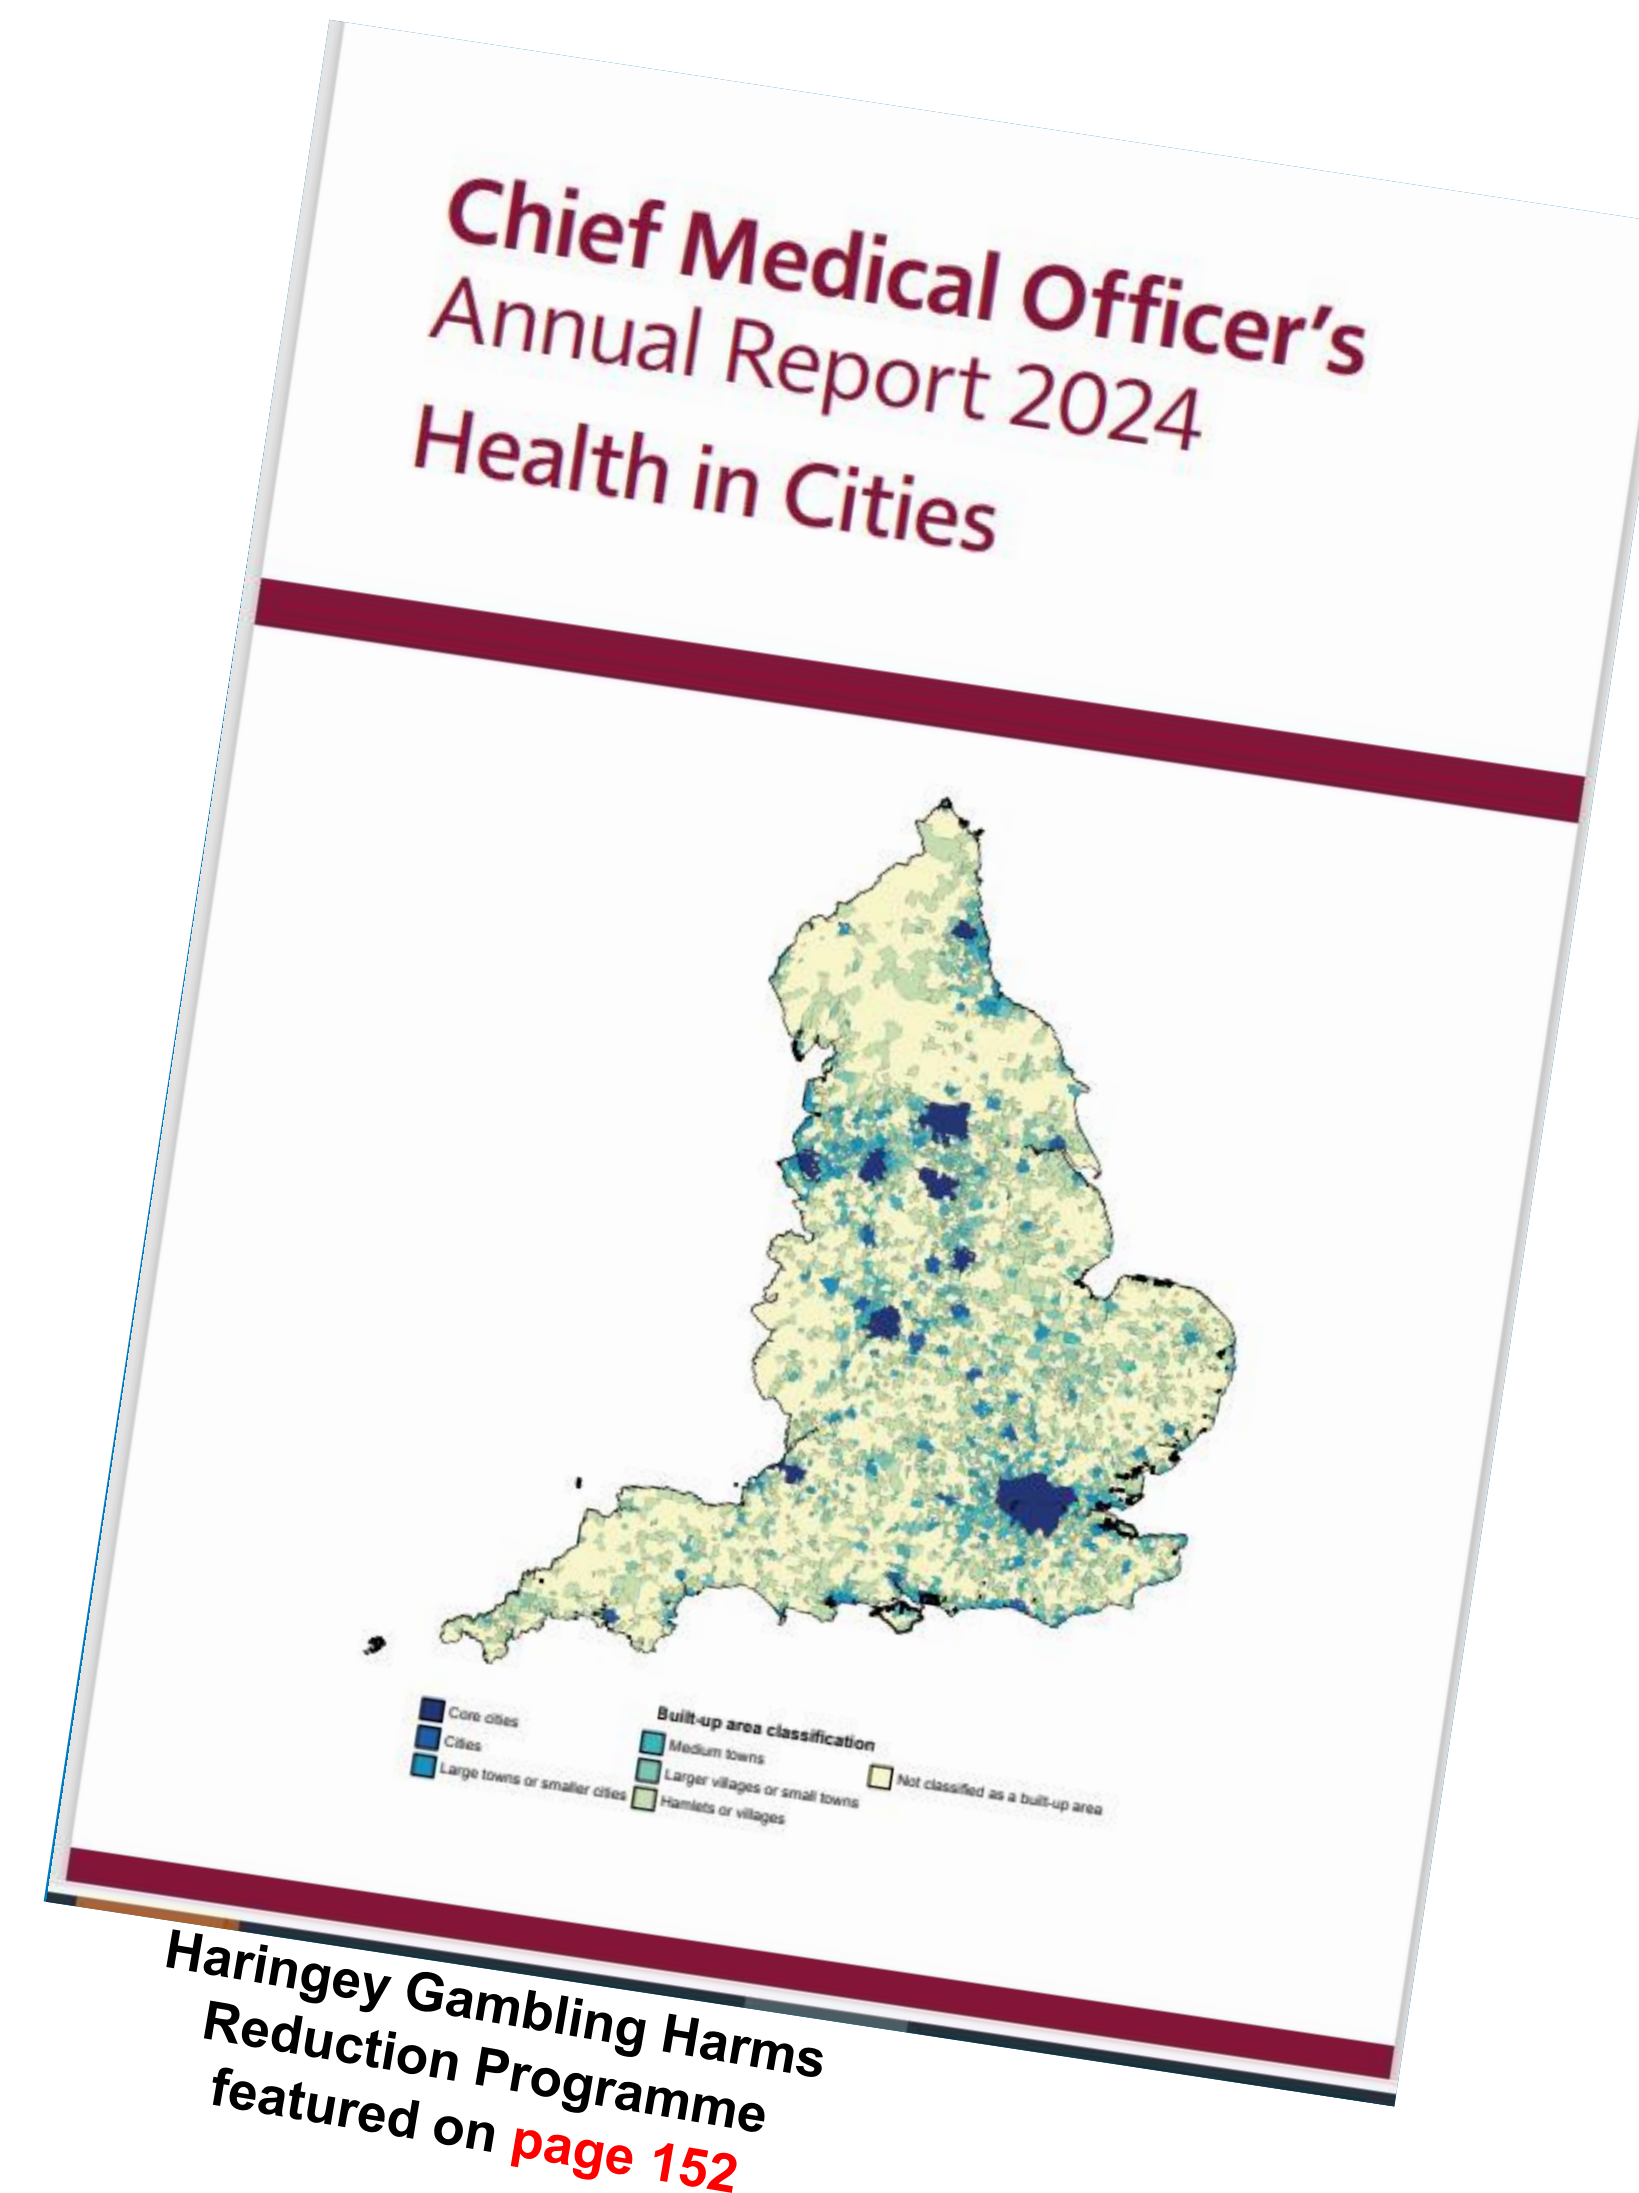 Chief Medical Officer’s
Annual Report 2024
Health in Cities
Built-up area classification
Core cities
Cities
Large towns or smaller cities
Medium towns
Larger villages or small towns
Hamlets or villages
Not classified as a built-up area
Haringey Gambling Harms
Reduction Programme
featured on page 152